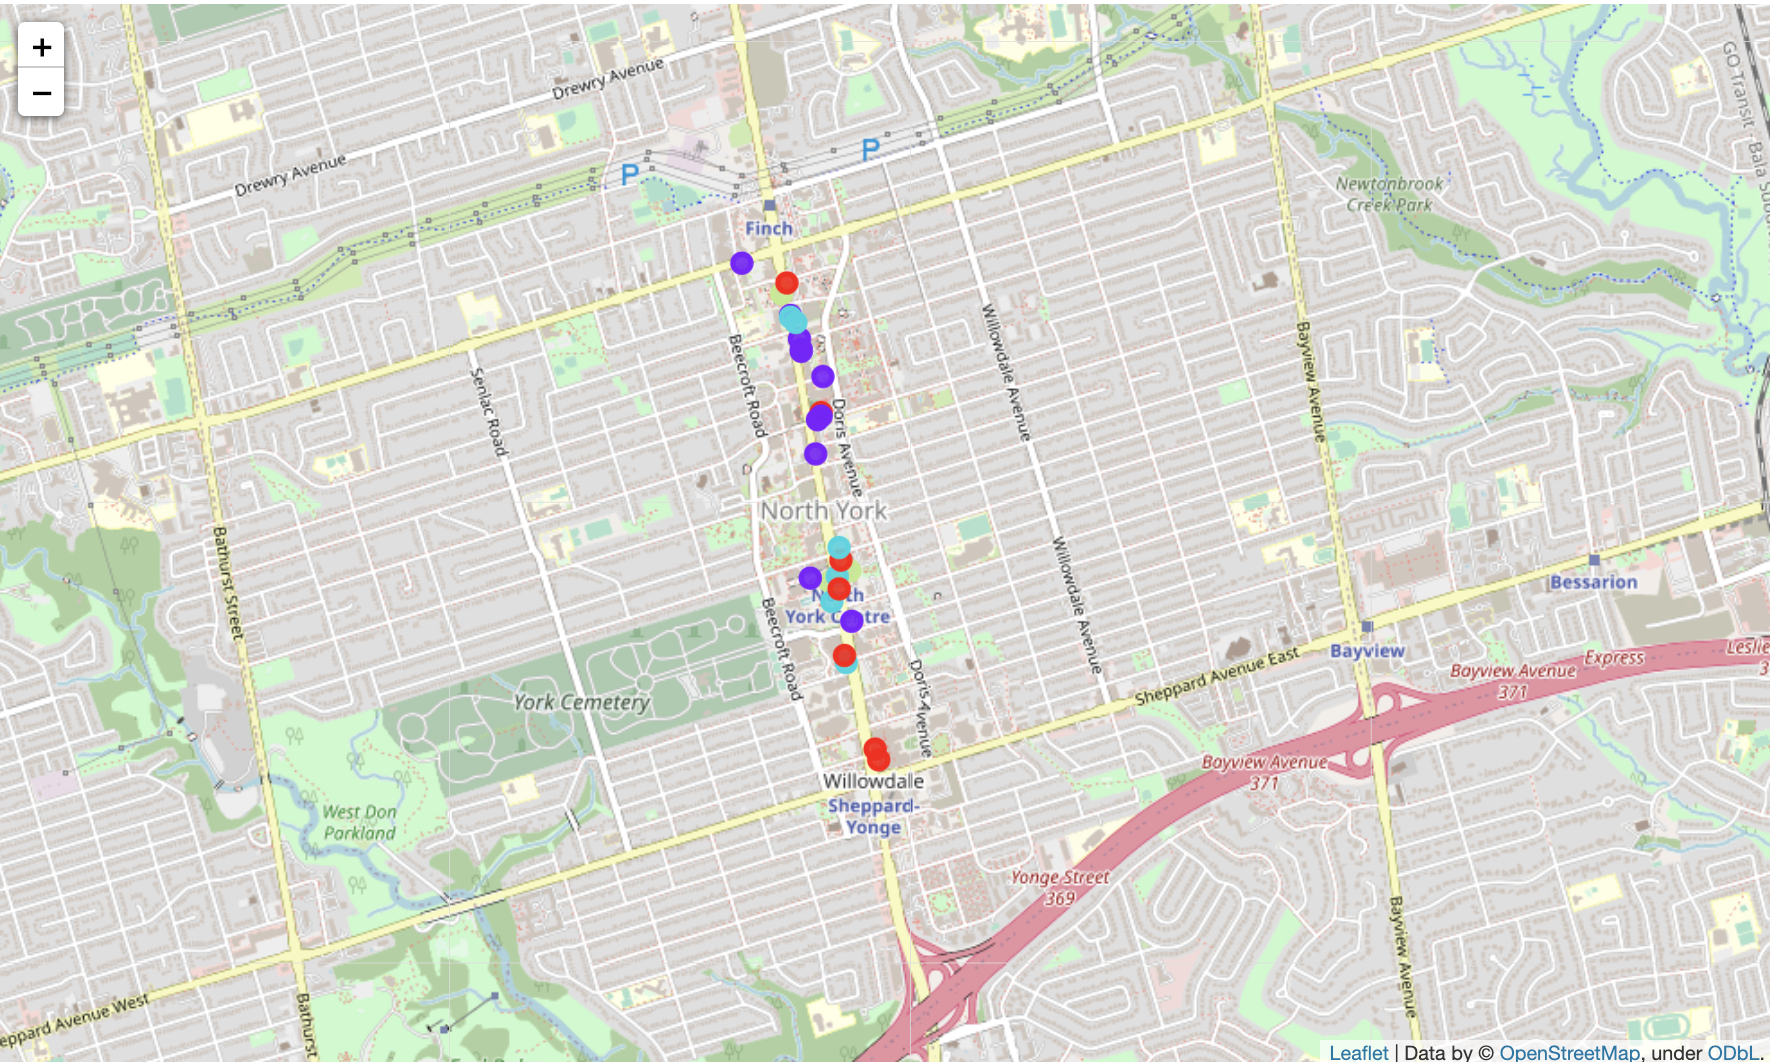 +
−
Drewry Avenue
GO Transit - Bala Subd
P
Drewry Avenue
P
Newtonbrook
Creek Park
Finch
Willowdale Avenue
Bayview Avenue
Beecroft Road
Senlac Road
Doris Avenue
North York
Bathurst Street
Willowdale Avenue
Bessarion
North
York Centre
Beecroft Road
Bayview
Sheppard Avenue East
Bayview Avenue
371
Express
Leslie
3
York Cemetery
Doris Avenue
Bayview Avenue
371
Willowdale
Sheppard-
Yonge
West Don
Parkland
Yonge Street
369
Bayview Avenue
eppard Avenue West
Bathurst
Leaflet | Data by © OpenStreetMap, under ODbL.